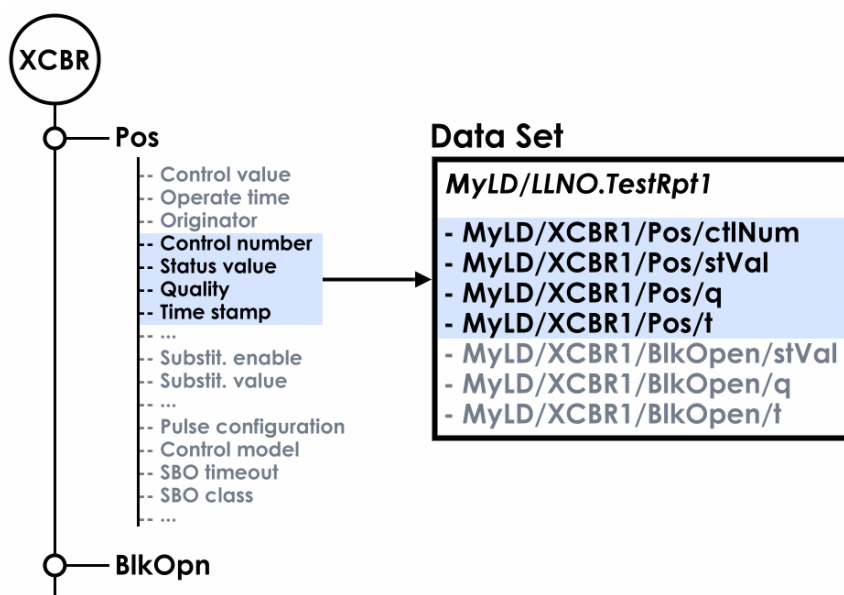 XCBR
Pos
-- Control value
-- Operate time
-- Originator
-- Control number
-- Status value
-- Quality
-- Time stamp
-- ...
-- Substit. enable
-- Substit. value
-- ...
-- Pulse configuration
-- Control model
-- SBO timeout
-- SBO class
-- ...
BlkOpn
Data Set
MyLD/LLNO.TestRpt1
- MyLD/XCBR1/Pos/ctlNum
- MyLD/XCBR1/Pos/stVal
- MyLD/XCBR1/Pos/q
- MyLD/XCBR1/Pos/t
- MyLD/XCBR1/BlkOpen/stVal
- MyLD/XCBR1/BlkOpen/q
- MyLD/XCBR1/BlkOpen/t